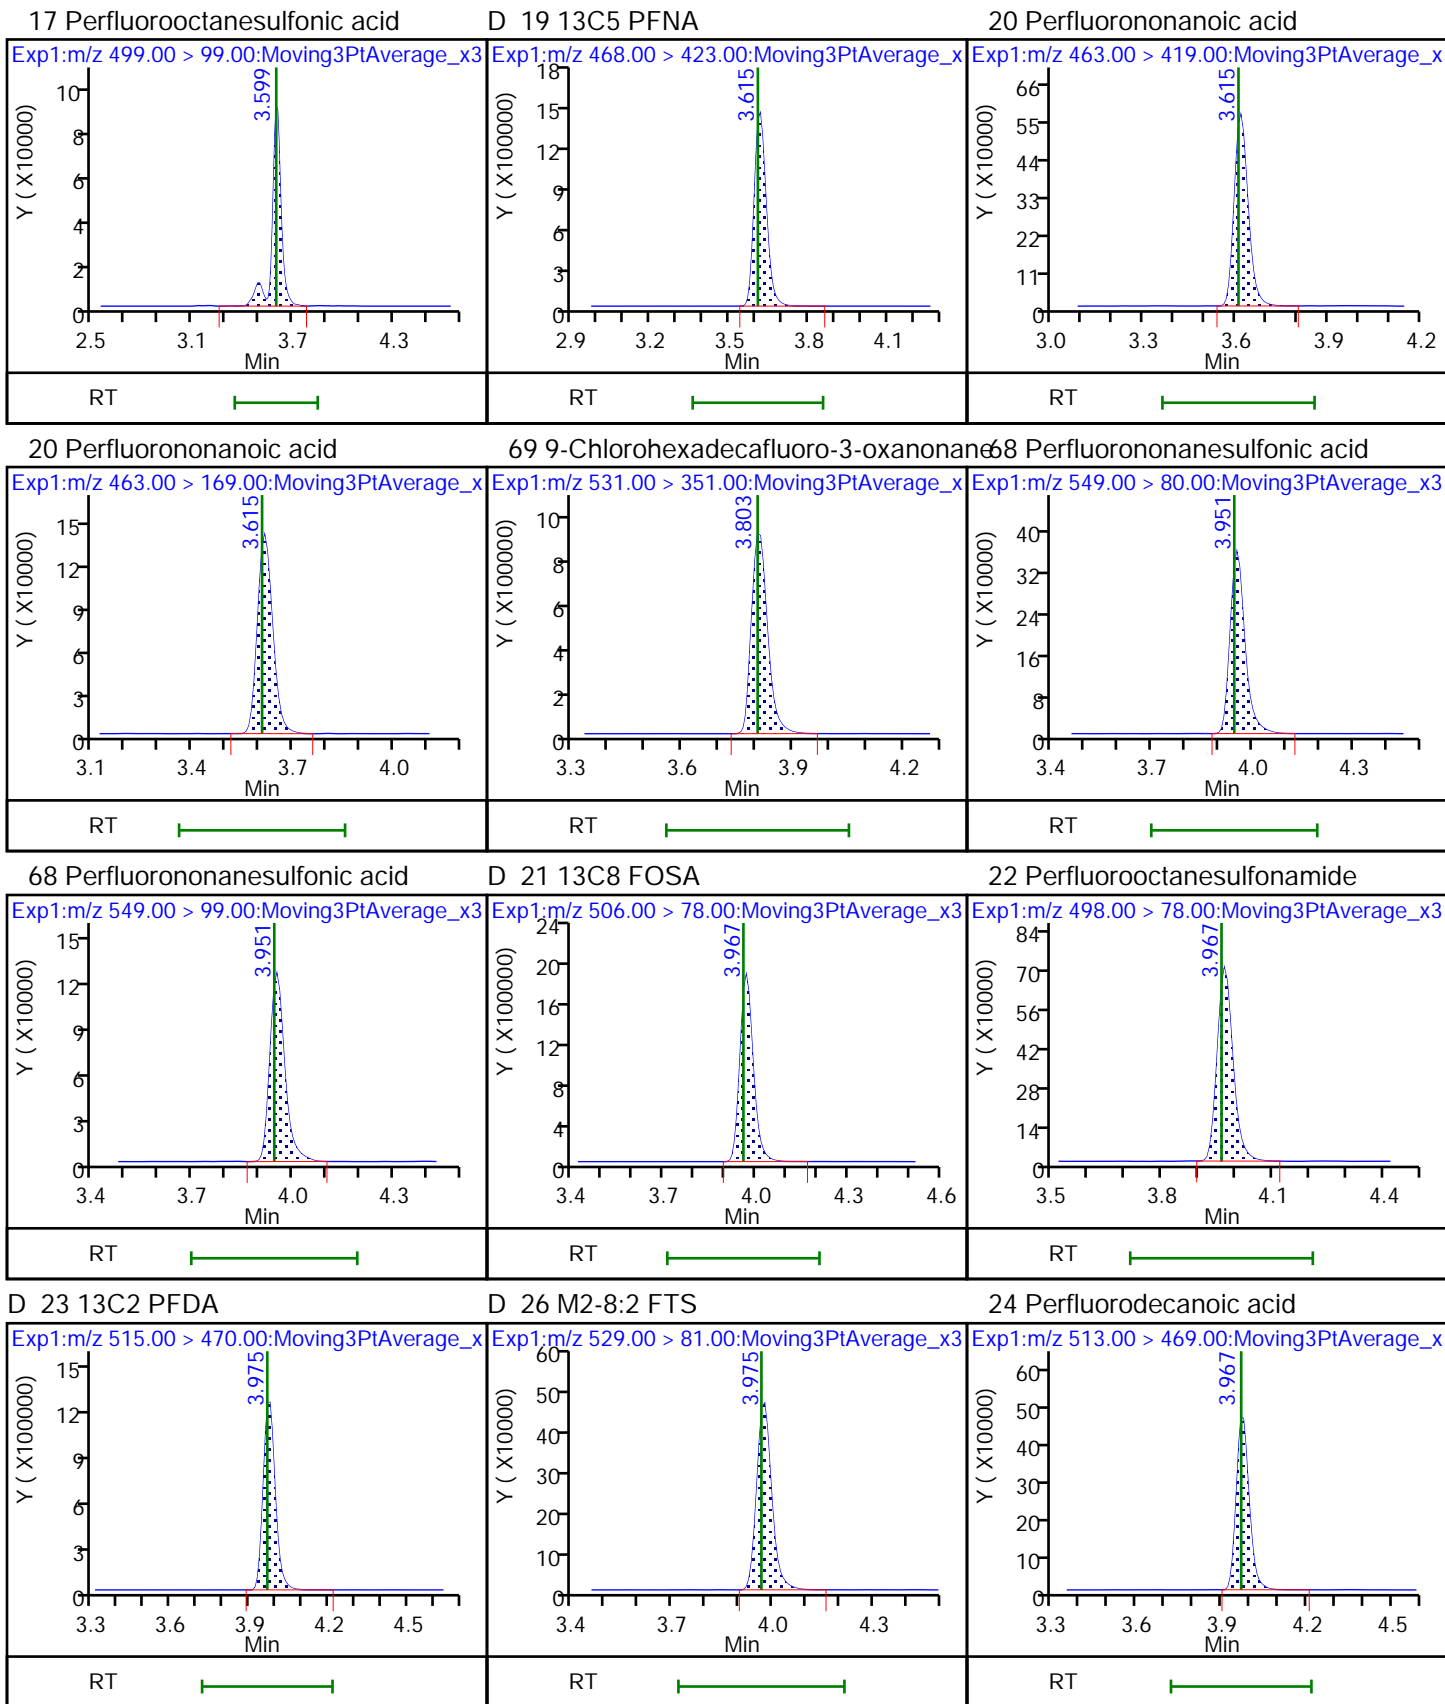 17 Perfluorooctanesulfonic acid
Exp1:m/z 499.00 > 99.00:Moving3PtAverage_x3
3.599
Y ( X10000)
10
8
6
4
2
0
2.5 3.1 3.7 4.3
Min
RT
D 19 13C5 PFNA
Exp1:m/z 468.00 > 423.00:Moving3PtAverage_x
3.615
Y ( X100000)
18
15
12
9
6
3
0
2.9 3.2 3.5 3.8 4.1
Min
RT
20 Perfluorononanoic acid
Exp1:m/z 463.00 > 419.00:Moving3PtAverage_x
3.615
Y ( X10000)
66
55
44
33
22
11
0
3.0 3.3 3.6 3.9 4.2
Min
RT
20 Perfluorononanoic acid
Exp1:m/z 463.00 > 169.00:Moving3PtAverage_x
3.615
Y ( X10000)
15
12
9
6
3
0
3.1 3.4 3.7 4.0
Min
RT
69 9-Chlorohexadecafluoro-3-oxanonane
Exp1:m/z 531.00 > 351.00:Moving3PtAverage_x
3.803
Y ( X100000)
10
8
6
4
2
0
3.3 3.6 3.9 4.2
Min
RT
68 Perfluorononanesulfonic acid
Exp1:m/z 549.00 > 80.00:Moving3PtAverage_x3
3.951
Y ( X10000)
40
32
24
16
8
0
3.4 3.7 4.0 4.3
Min
RT
68 Perfluorononanesulfonic acid
Exp1:m/z 549.00 > 99.00:Moving3PtAverage_x3
3.951
Y ( X10000)
15
12
9
6
3
0
3.4 3.7 4.0 4.3
Min
RT
D 21 13C8 FOSA
Exp1:m/z 506.00 > 78.00:Moving3PtAverage_x3
3.967
Y ( X100000)
24
20
16
12
8
4
0
3.4 3.7 4.0 4.3 4.6
Min
RT
22 Perfluorooctanesulfonamide
Exp1:m/z 498.00 > 78.00:Moving3PtAverage_x3
3.967
Y ( X10000)
84
70
56
42
28
14
0
3.5 3.8 4.1 4.4
Min
RT
D 23 13C2 PFDA
Exp1:m/z 515.00 > 470.00:Moving3PtAverage_x
3.975
Y ( X100000)
15
12
9
6
3
0
3.3 3.6 3.9 4.2 4.5
Min
RT
D 26 M2-8:2 FTS
Exp1:m/z 529.00 > 81.00:Moving3PtAverage_x3
3.975
Y ( X10000)
60
50
40
30
20
10
0
3.4 3.7 4.0 4.3
Min
RT
24 Perfluorodecanoic acid
Exp1:m/z 513.00 > 469.00:Moving3PtAverage_x
3.967
Y ( X10000)
60
50
40
30
20
10
0
3.3 3.6 3.9 4.2 4.5
Min
RT